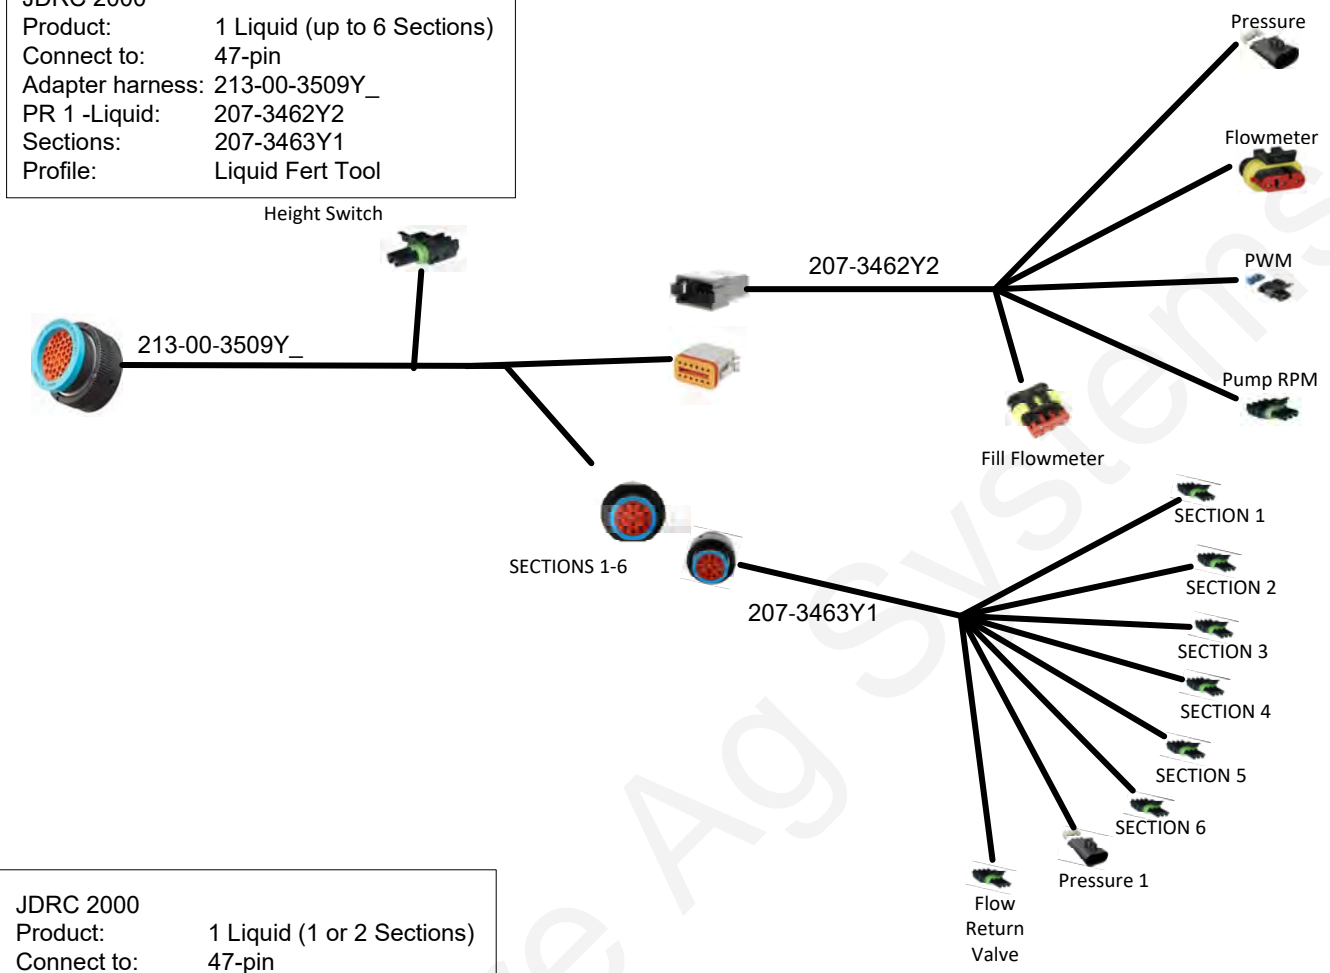 JDRC 2000
Product: 1 Liquid (up to 6 Sections)
Connect to: 47-pin
Adapter harness: 213-00-3509Y_
PR 1 -Liquid: 207-3462Y2
Sections: 207-3463Y1
Profile: Liquid Fert Tool
Pressure
Flowmeter
Height Switch
207-3462Y2
PWM
213-00-3509Y_
Pump RPM
Fill Flowmeter
SECTION 1
SECTIONS 1-6
SECTION 2
207-3463Y1
SECTION 3
SECTION 4
SECTION 5
SECTION 6
Pressure 1
Flow
Return
Valve
JDRC 2000
Product: 1 Liquid (1 or 2 Sections)
Connect to: 47-pin
Ag Systems